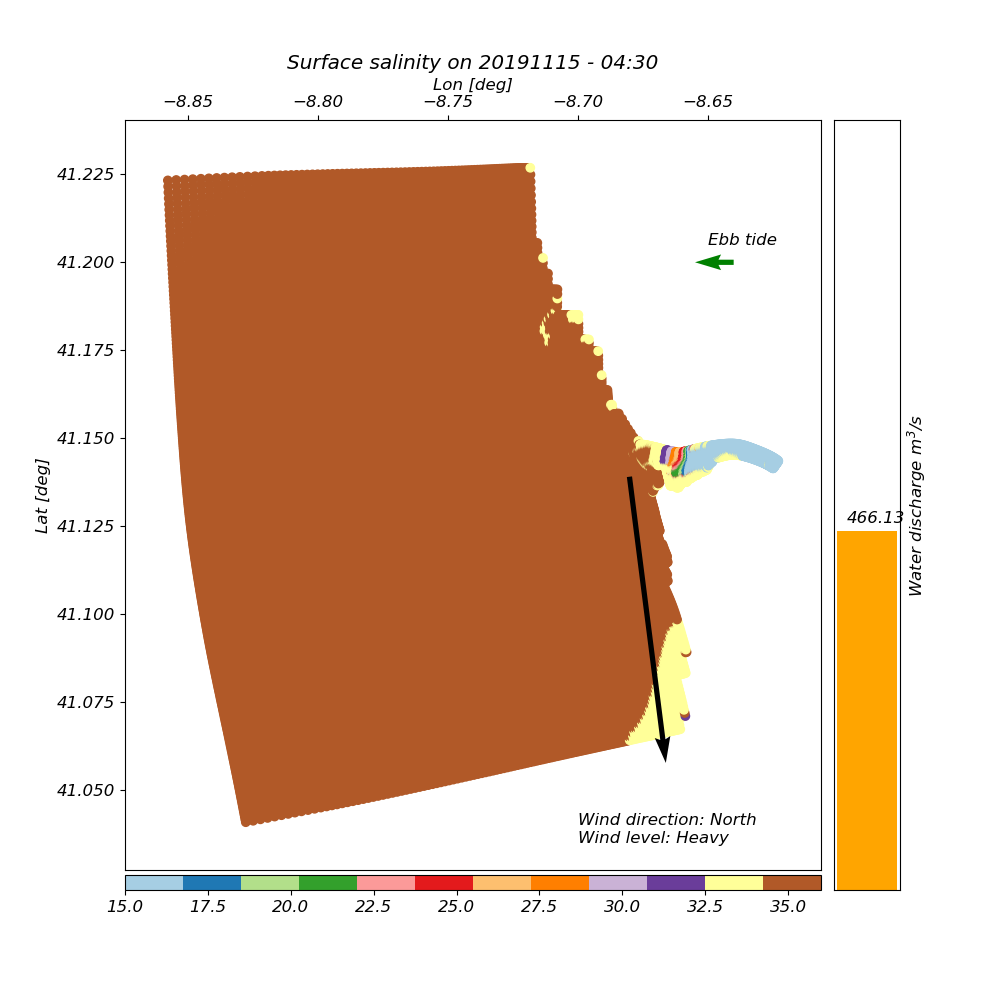 Surface salinity on 20191115 - 04:30
Lon [deg]
−8.85 −8.80 −8.75 −8.70 −8.65
41.225
41.200
41.175
41.150
41.125
41.100
41.075
41.050
Lat [deg]
Ebb tide
466.13
Water discharge m³/s
Wind direction: North
Wind level: Heavy
15.0 17.5 20.0 22.5 25.0 27.5 30.0 32.5 35.0